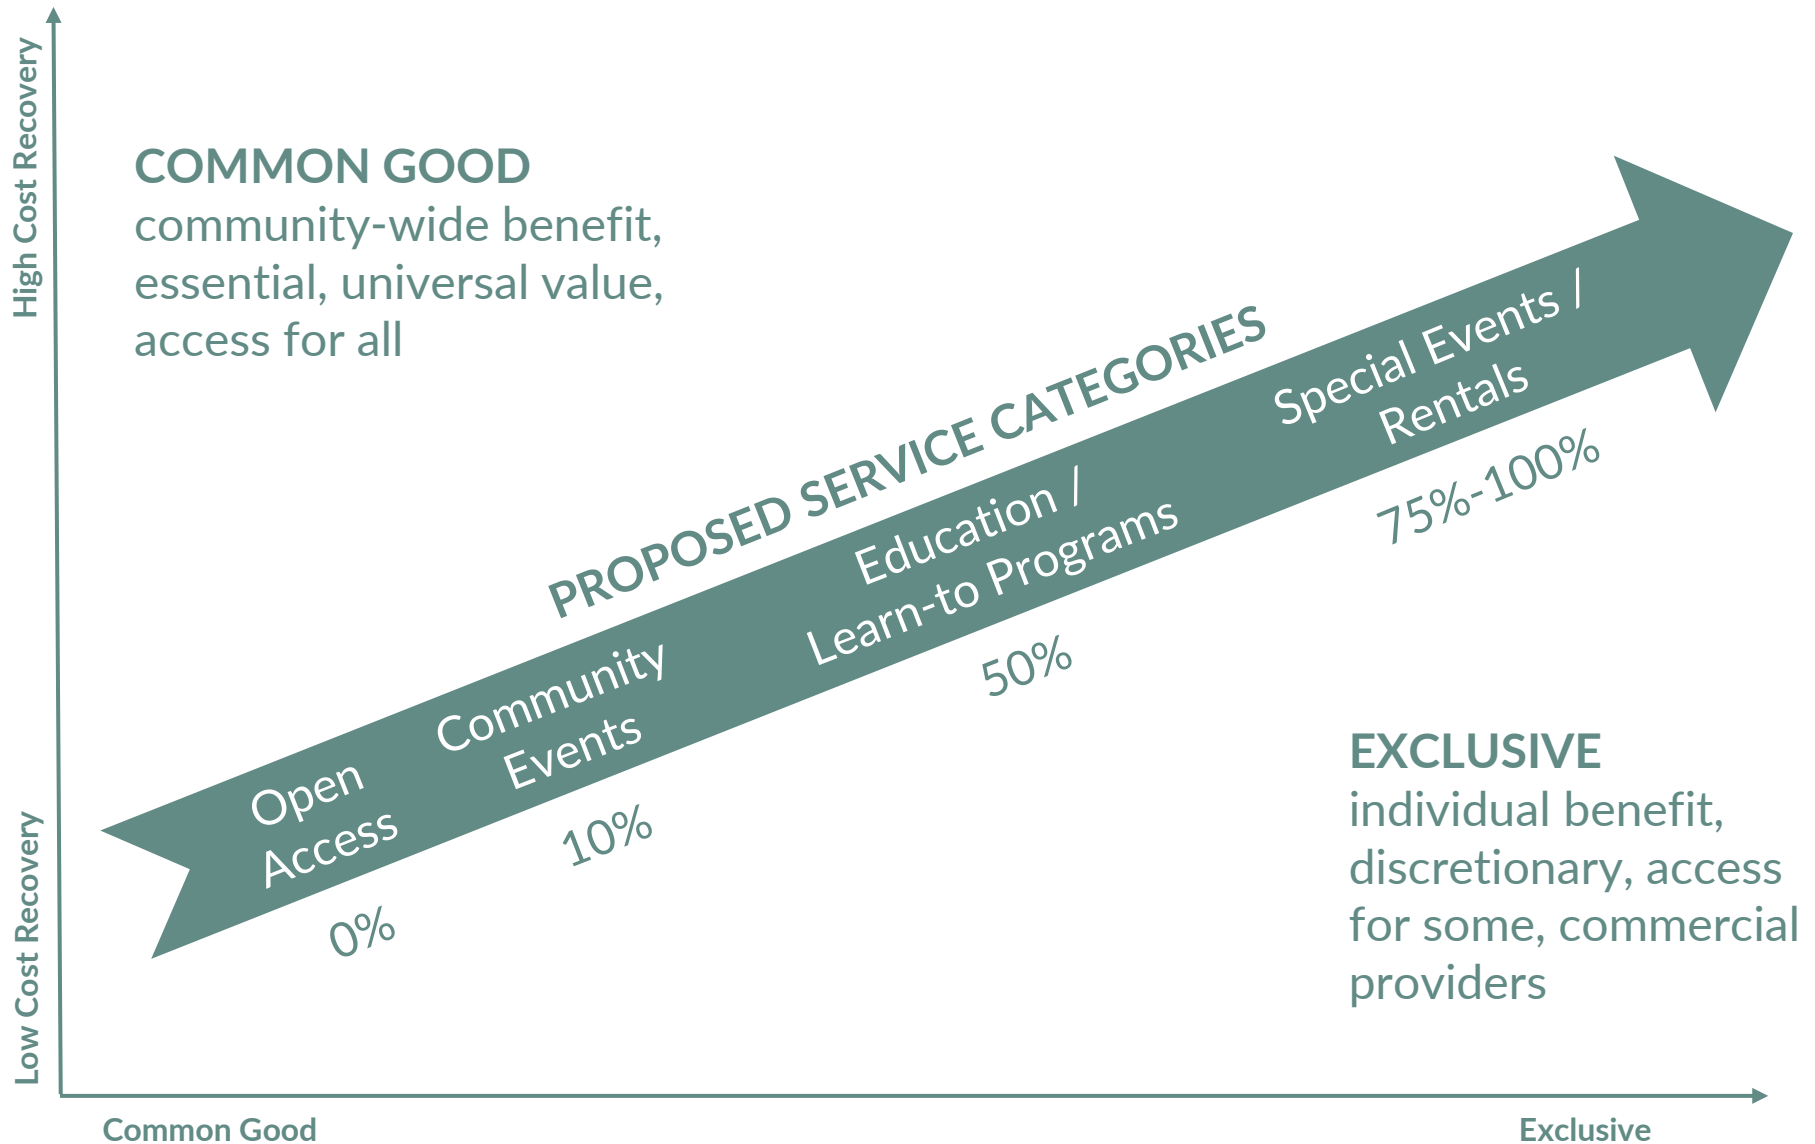 High Cost Recovery
COMMON GOOD
community-wide benefit,
essential, universal value,
access for all
PROPOSED SERVICE CATEGORIES
Open
Access
0%
Community
Events
10%
Education /
Learn-to Programs
50%
Special Events /
Rentals
75%-100%
EXCLUSIVE
individual benefit,
discretionary, access
for some, commercial
providers
Low Cost Recovery
Common Good
Exclusive